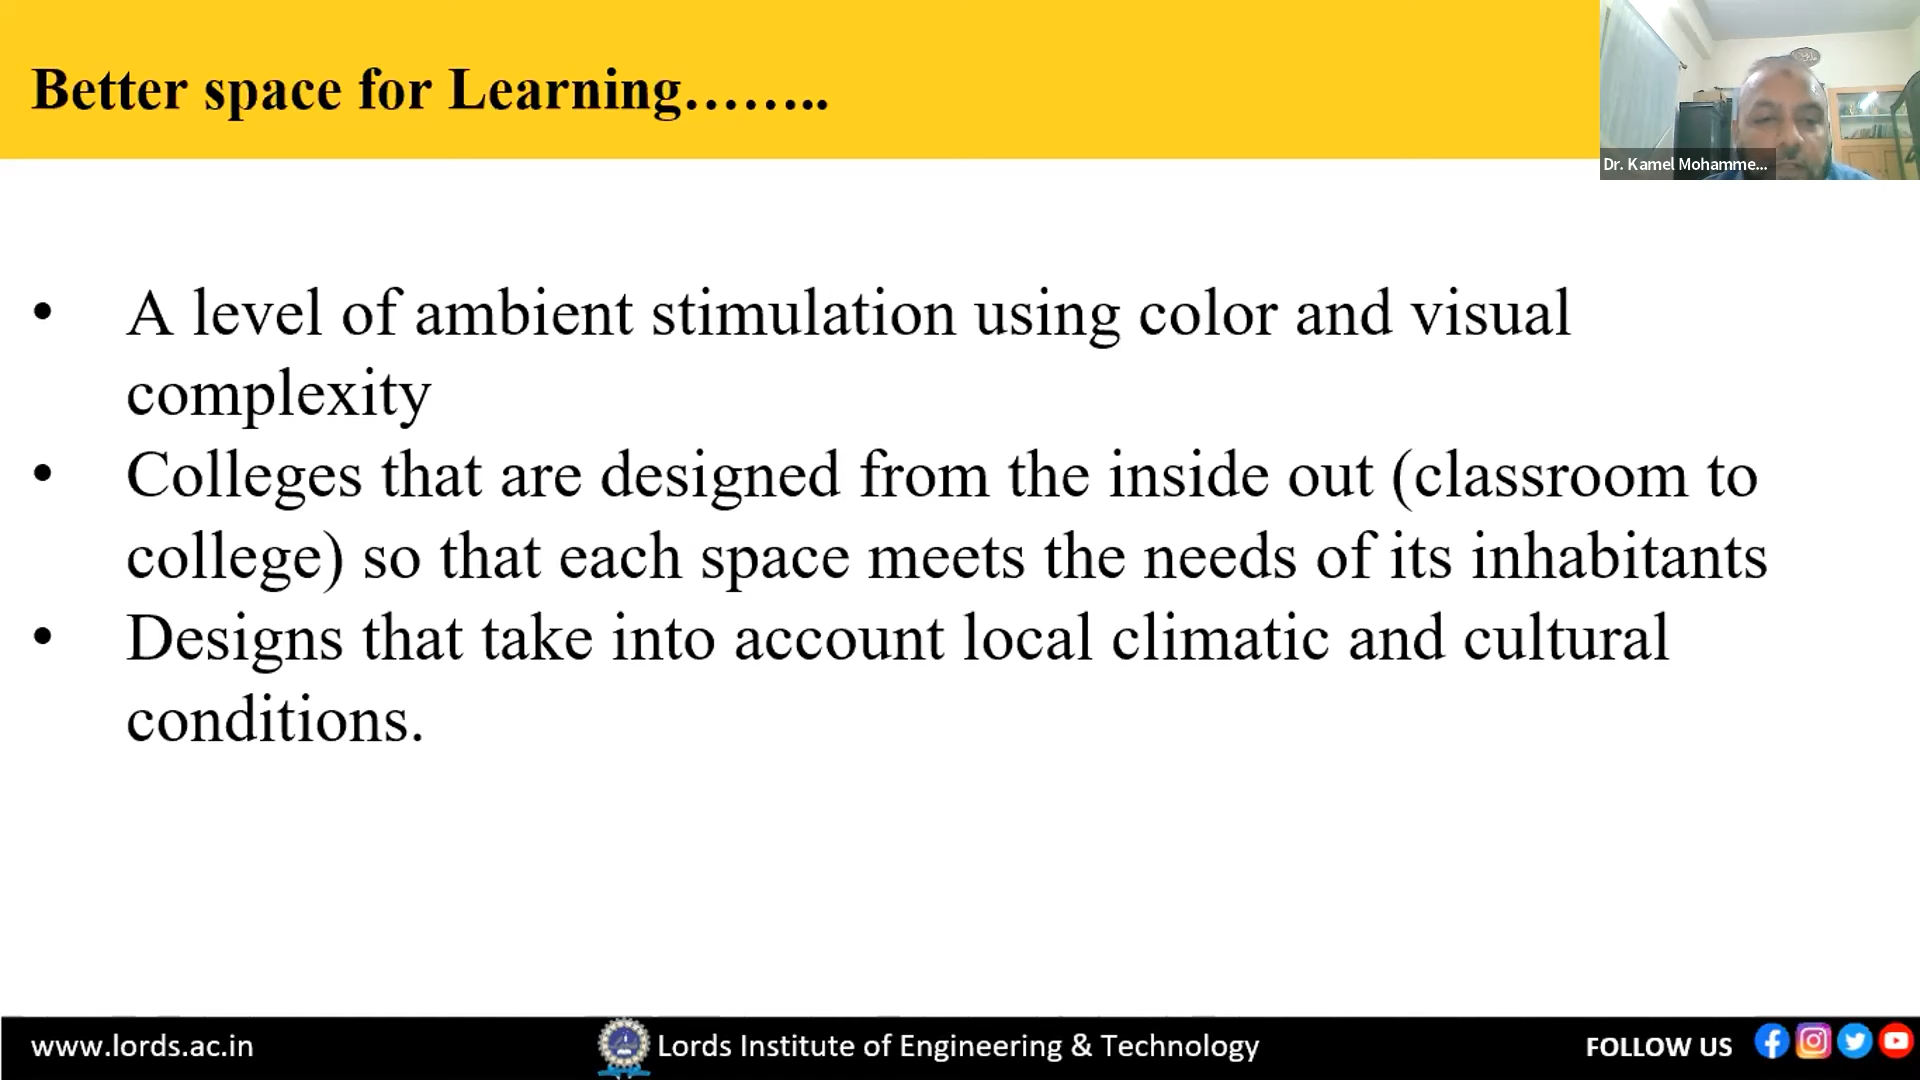 Better space for Learning……..
Dr. Kamel Mohamme...
• A level of ambient stimulation using color and visual
complexity
• Colleges that are designed from the inside out (classroom to
college) so that each space meets the needs of its inhabitants
• Designs that take into account local climatic and cultural
conditions.
www.lords.ac.in
Lords Institute of Engineering & Technology
FOLLOW US